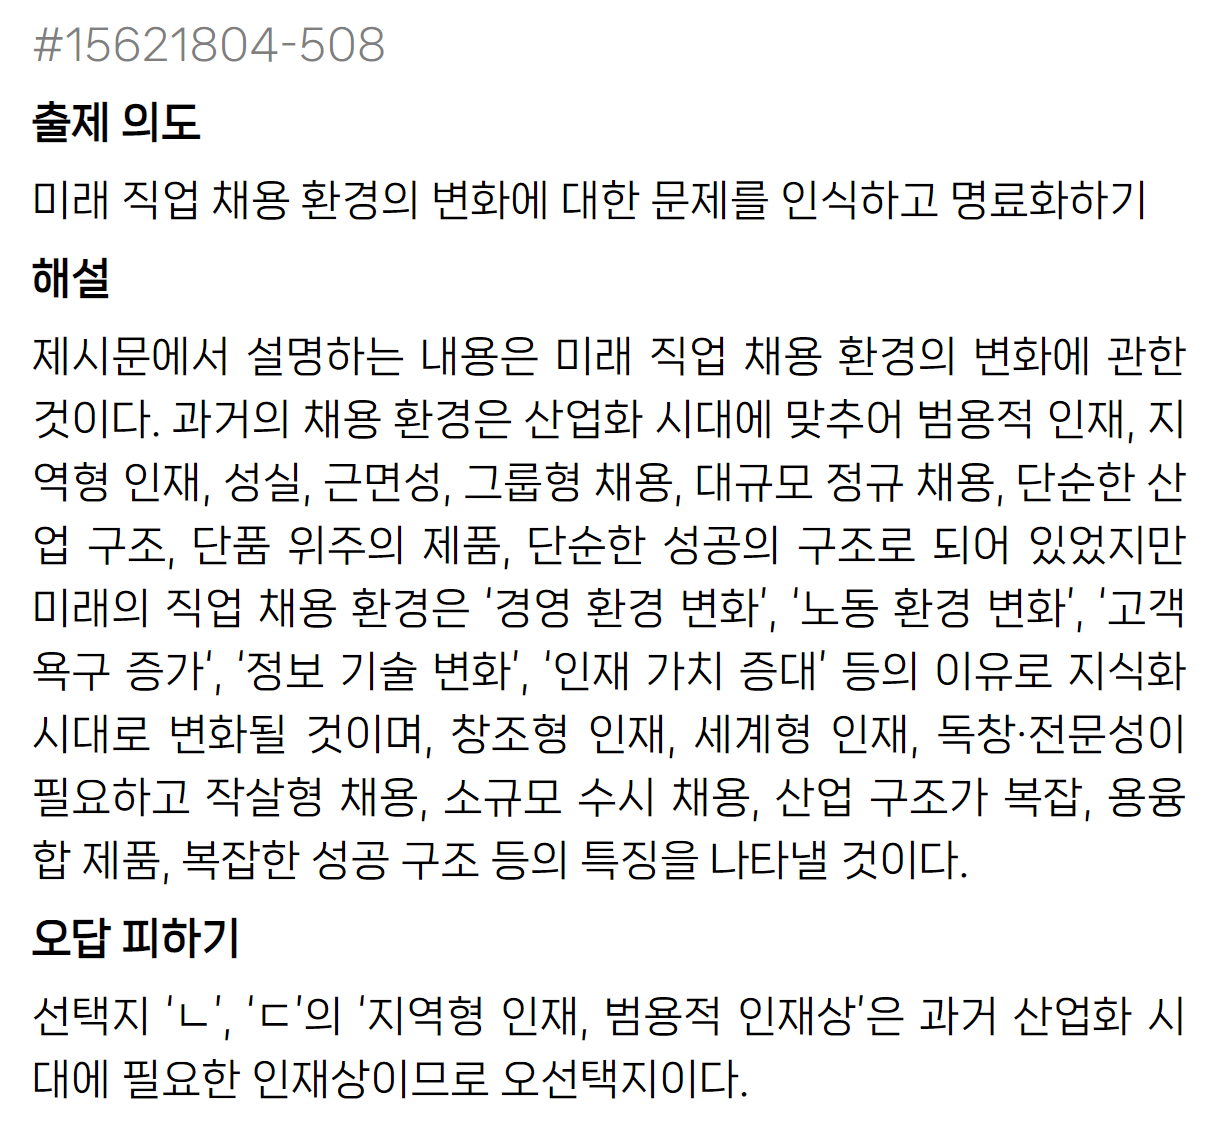 #15621804-508
출제 의도
미래 직업 채용 환경의 변화에 대한 문제를 인식하고 명료화하기
해설
제시문에서 설명하는 내용은 미래 직업 채용 환경의 변화에 관한
것이다. 과거의 채용 환경은 산업화 시대에 맞추어 범용적 인재, 지
역형 인재, 성실, 근면성, 그룹형 채용, 대규모 정규 채용, 단순한 산
업 구조, 단품 위주의 제품, 단순한 성공의 구조로 되어 있었지만
미래의 직업 채용 환경은 ‘경영 환경 변화’, ‘노동 환경 변화’, ‘고객
욕구 증가‘, ‘정보 기술 변화’, ‘인재 가치 증대’ 등의 이유로 지식화
시대로 변화될 것이며, 창조형 인재, 세계형 인재, 독창·전문성이
필요하고 작살형 채용, 소규모 수시 채용, 산업 구조가 복잡, 용융
합 제품, 복잡한 성공 구조 등의 특징을 나타낼 것이다.
오답 피하기
선택지 ‘ㄴ’, ‘ㄷ’의 ‘지역형 인재, 범용적 인재상’은 과거 산업화 시
대에 필요한 인재상이므로 오선택지이다.